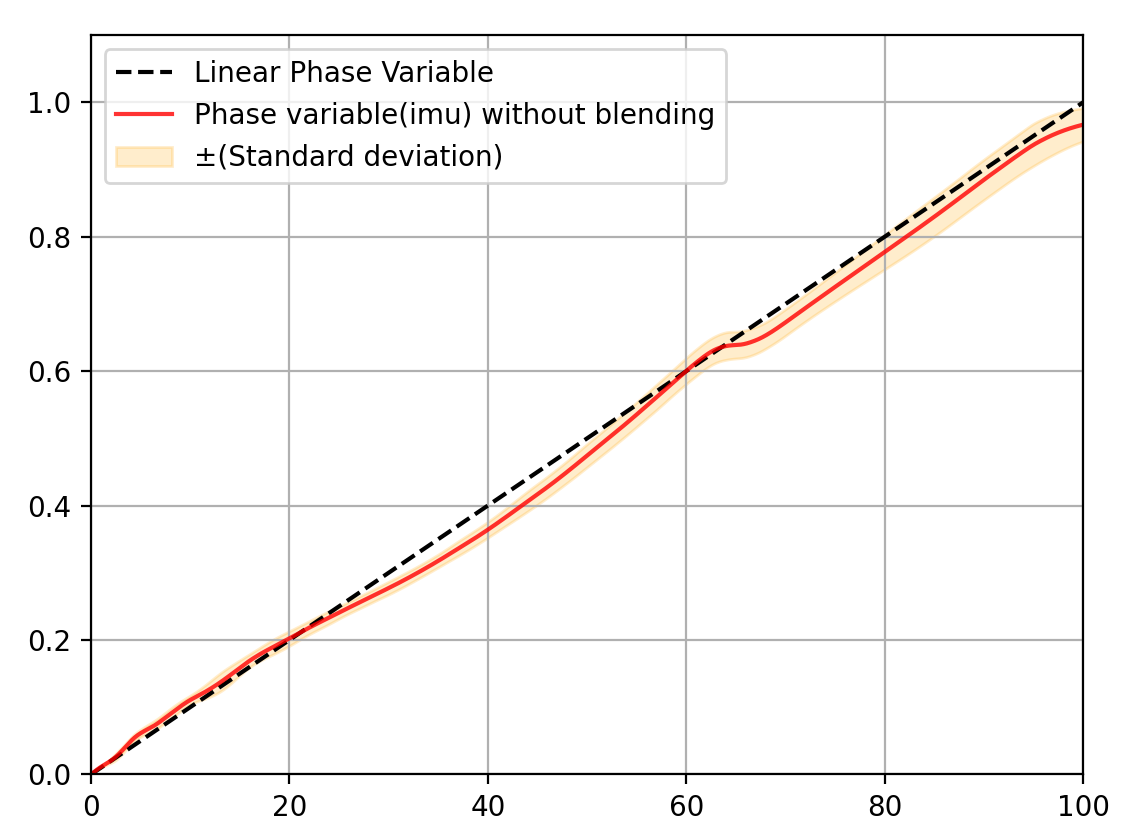 Linear Phase Variable
Phase variable(imu) without blending
±(Standard deviation)
1.0
0.8
0.6
0.4
0.2
0.0
0 20 40 60 80 100